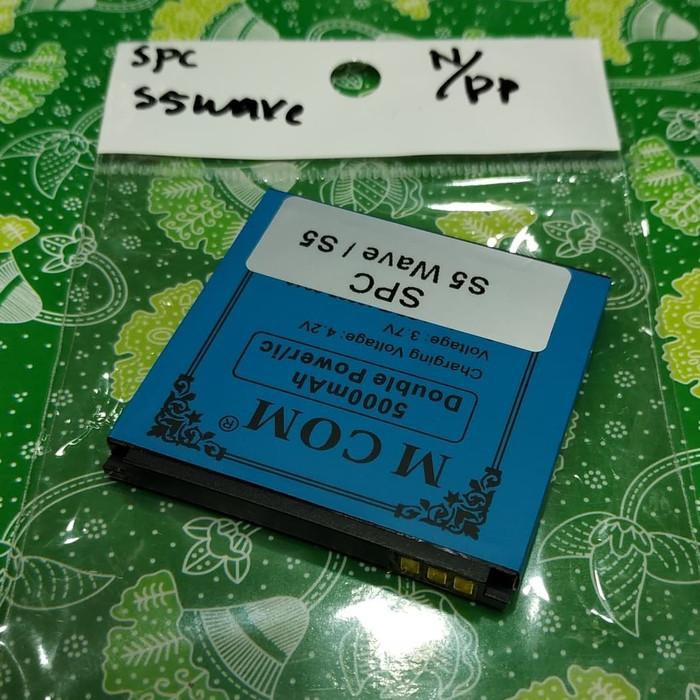 SPC
S5wave
N/pp
SPC
S5 Wave / S5
M COM®
5000mAh
Double Power/ic
Charging Voltage: 4.2V
Voltage: 3.7V